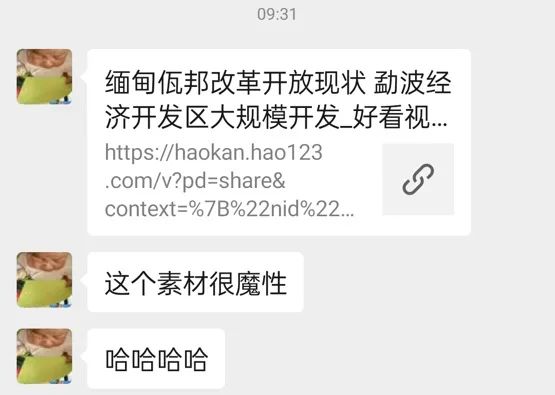 09:31
缅甸佤邦改革开放现状 勐波经
济开发区大规模开发_好看视...
https://haokan.hao123
.com/v?pd=share&
context=%7B%22nid%22...
这个素材很魔性
哈哈哈哈